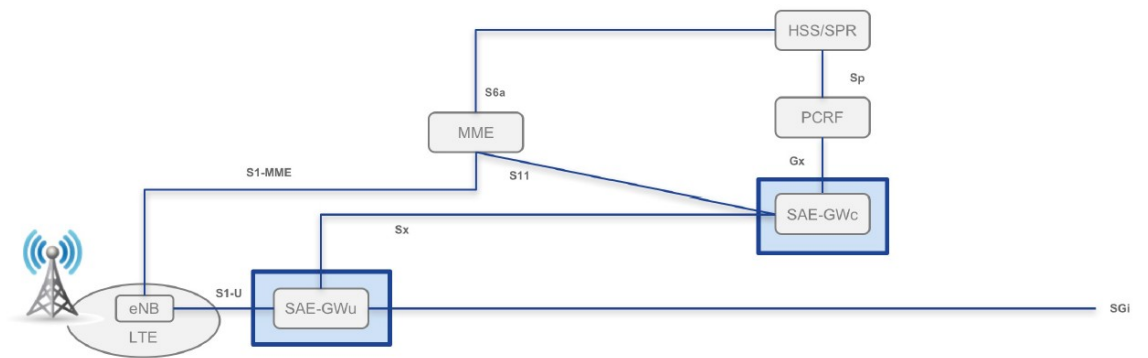 HSS/SPR
S6a
Sp
MME
PCRF
S1-MME
S11
Gx
SAE-GWc
Sx
S1-U
eNB
SAE-GWu
SGi
LTE